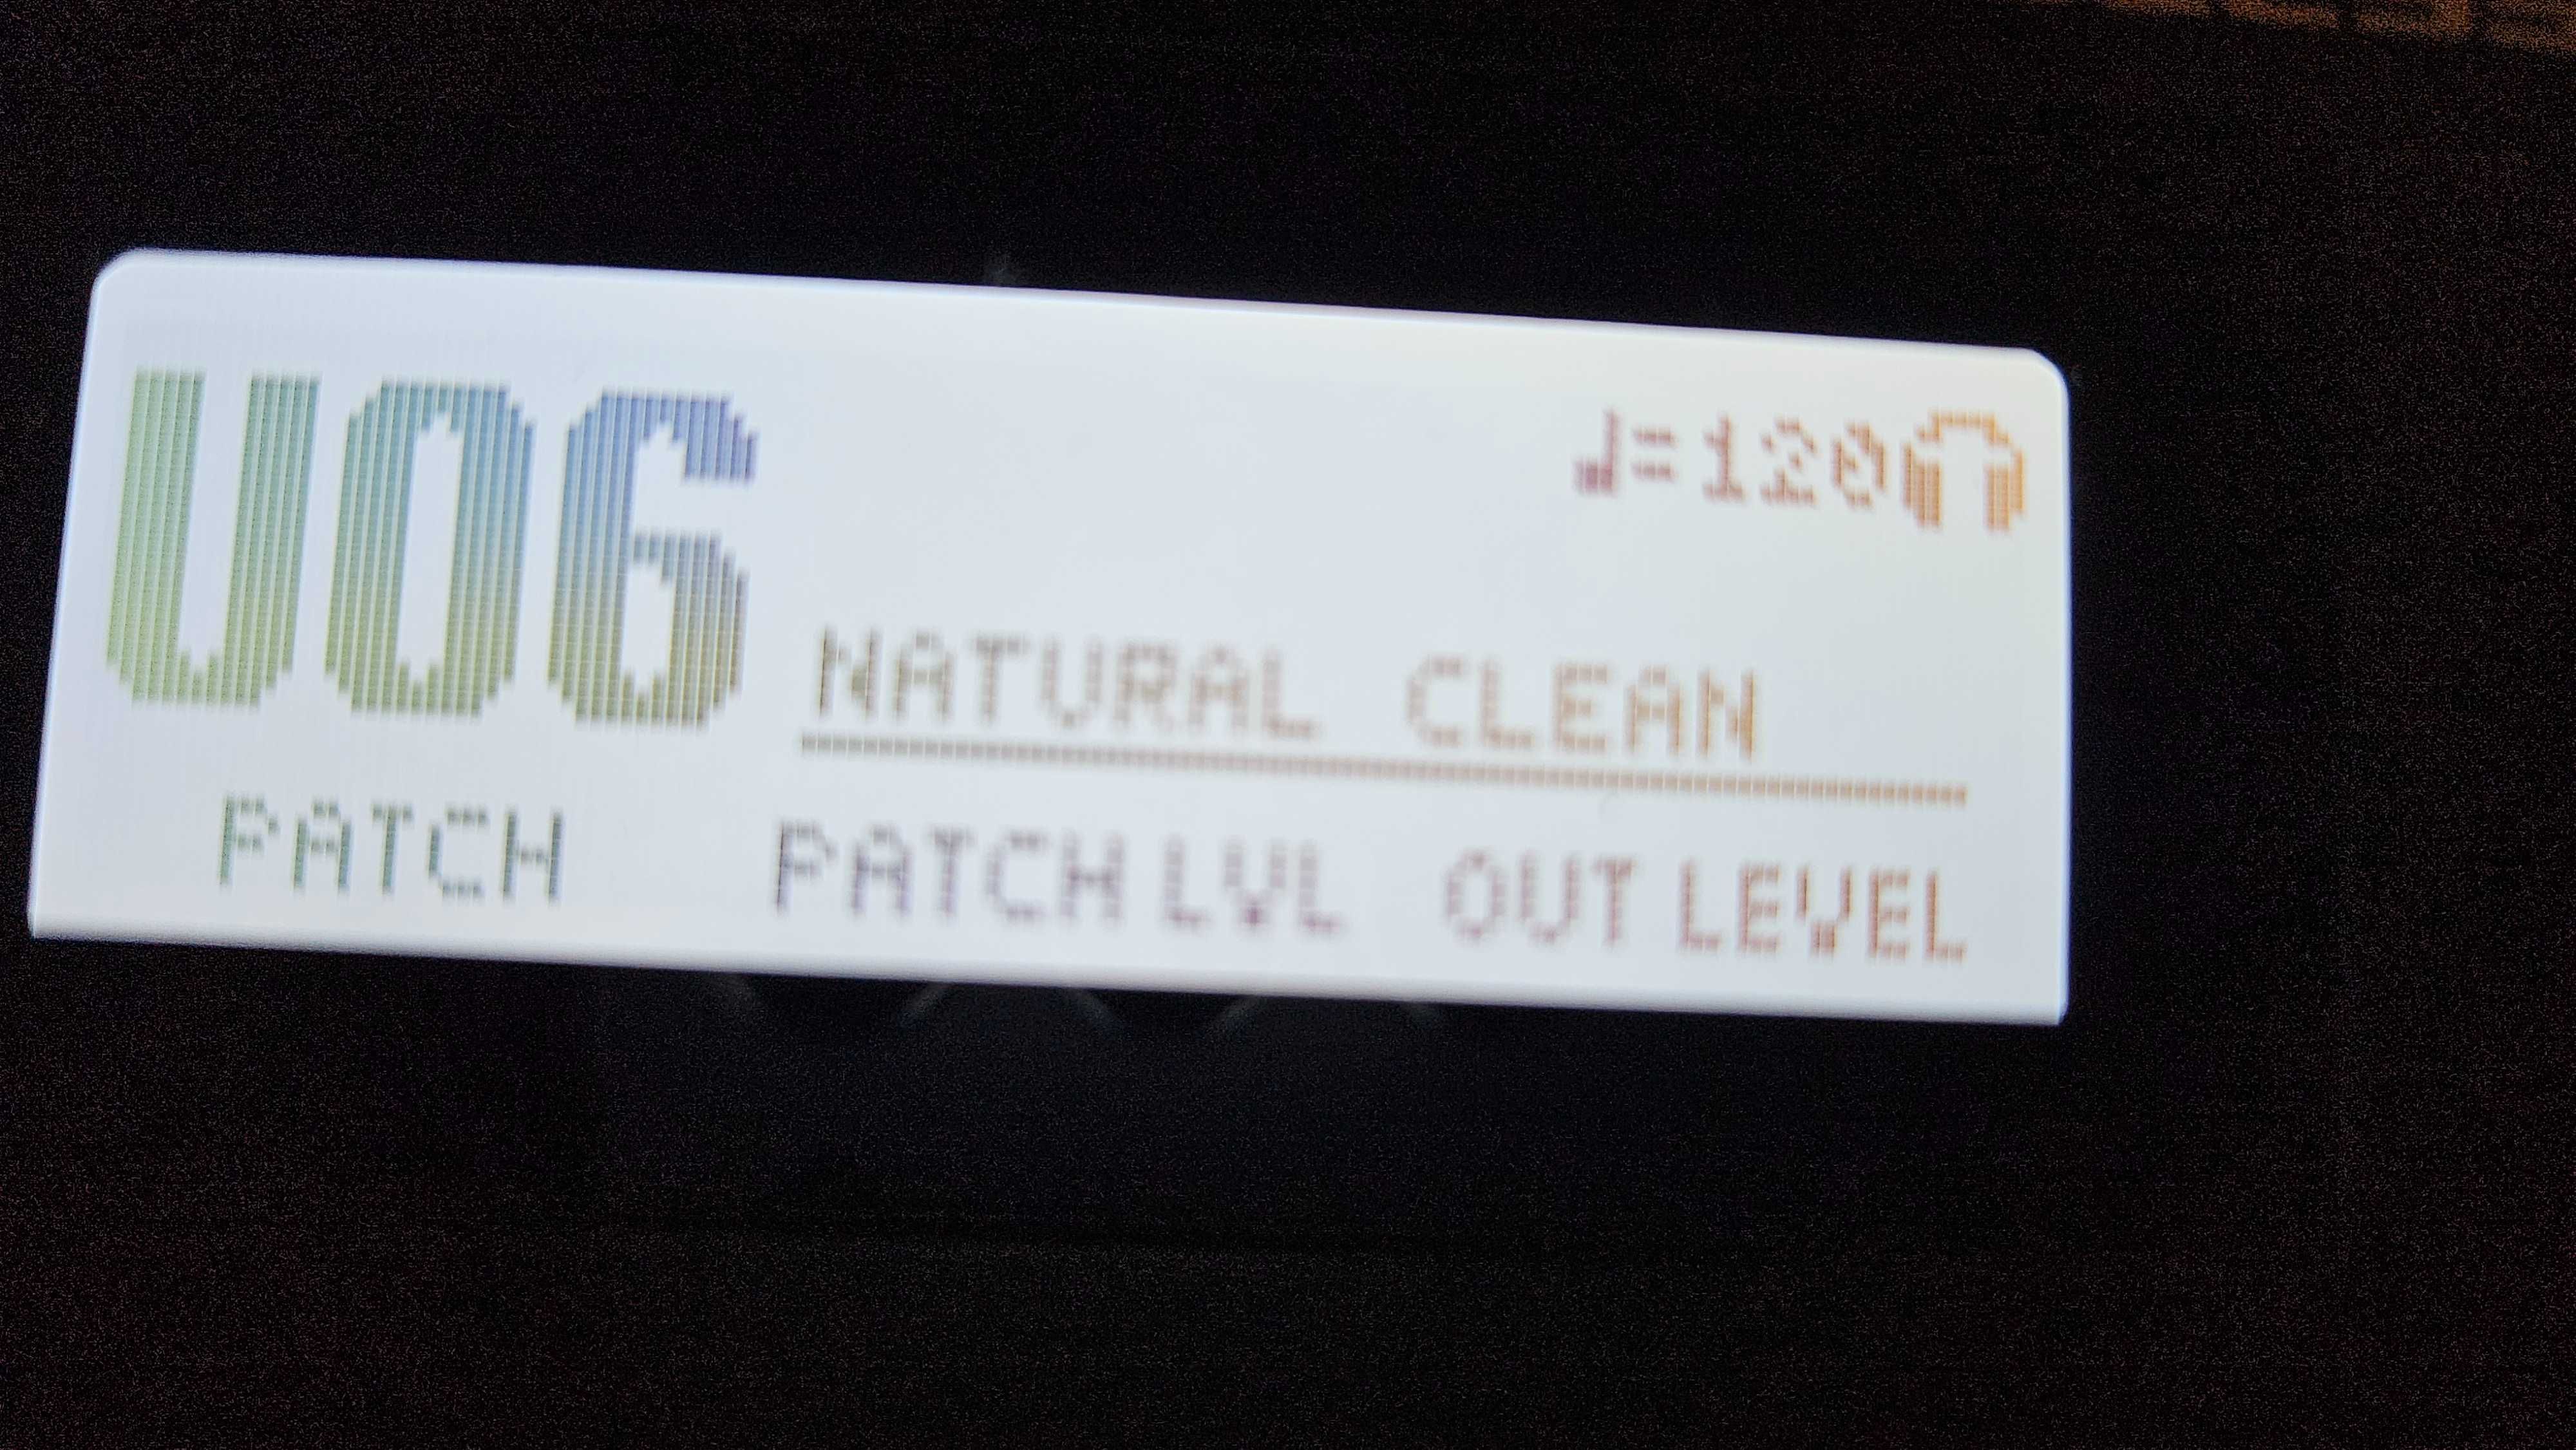 U06
♩=120
NATURAL CLEAN
PATCH PATCH LVL OUT LEVEL